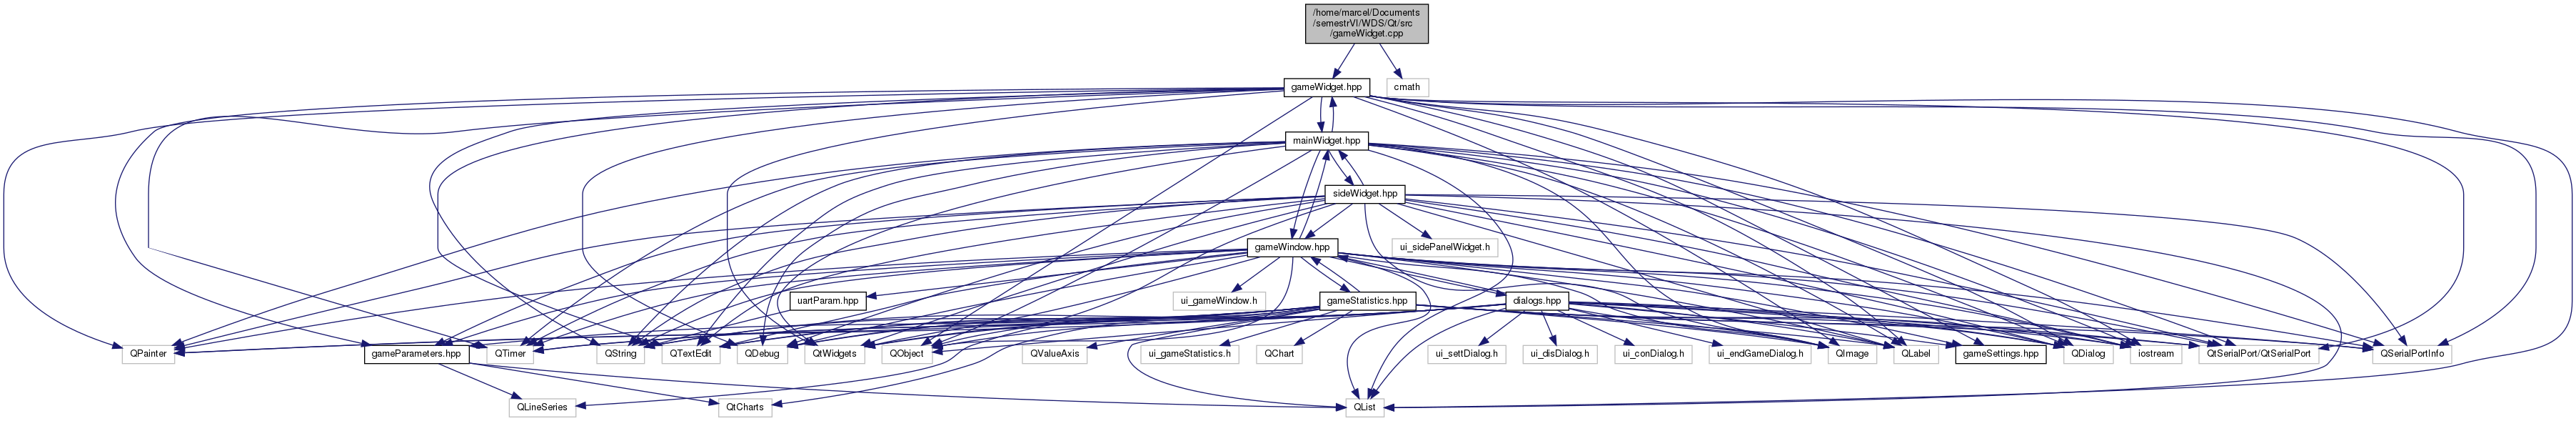 /home/marcel/Documents
/semestrVI/WDS/Qt/src
/gameWidget.cpp
gameWidget.hpp
cmath
mainWidget.hpp
sideWidget.hpp
gameWindow.hpp
ui_sidePanelWidget.h
uartParam.hpp
ui_gameWindow.h
gameStatistics.hpp
dialogs.hpp
QPainter
gameParameters.hpp
QTimer
QString
QTextEdit
QDebug
QtWidgets
QObject
QValueAxis
ui_gameStatistics.h
QChart
ui_settDialog.h
ui_disDialog.h
ui_conDialog.h
ui_endGameDialog.h
QImage
QLabel
gameSettings.hpp
QDialog
iostream
QtSerialPort/QtSerialPort
QSerialPortInfo
QLineSeries
QtCharts
QList